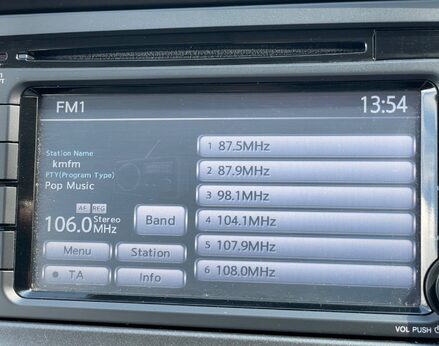 FM1
13:54
Station Name
kmfm
PTY(Program Type)
Pop Music
AF REG
106.0 Stereo
MHz
Band
Menu
Station
TA
Info
1 87.5MHz
2 87.9MHz
3 98.1MHz
4 104.1MHz
5 107.9MHz
6 108.0MHz
VOL PUSH